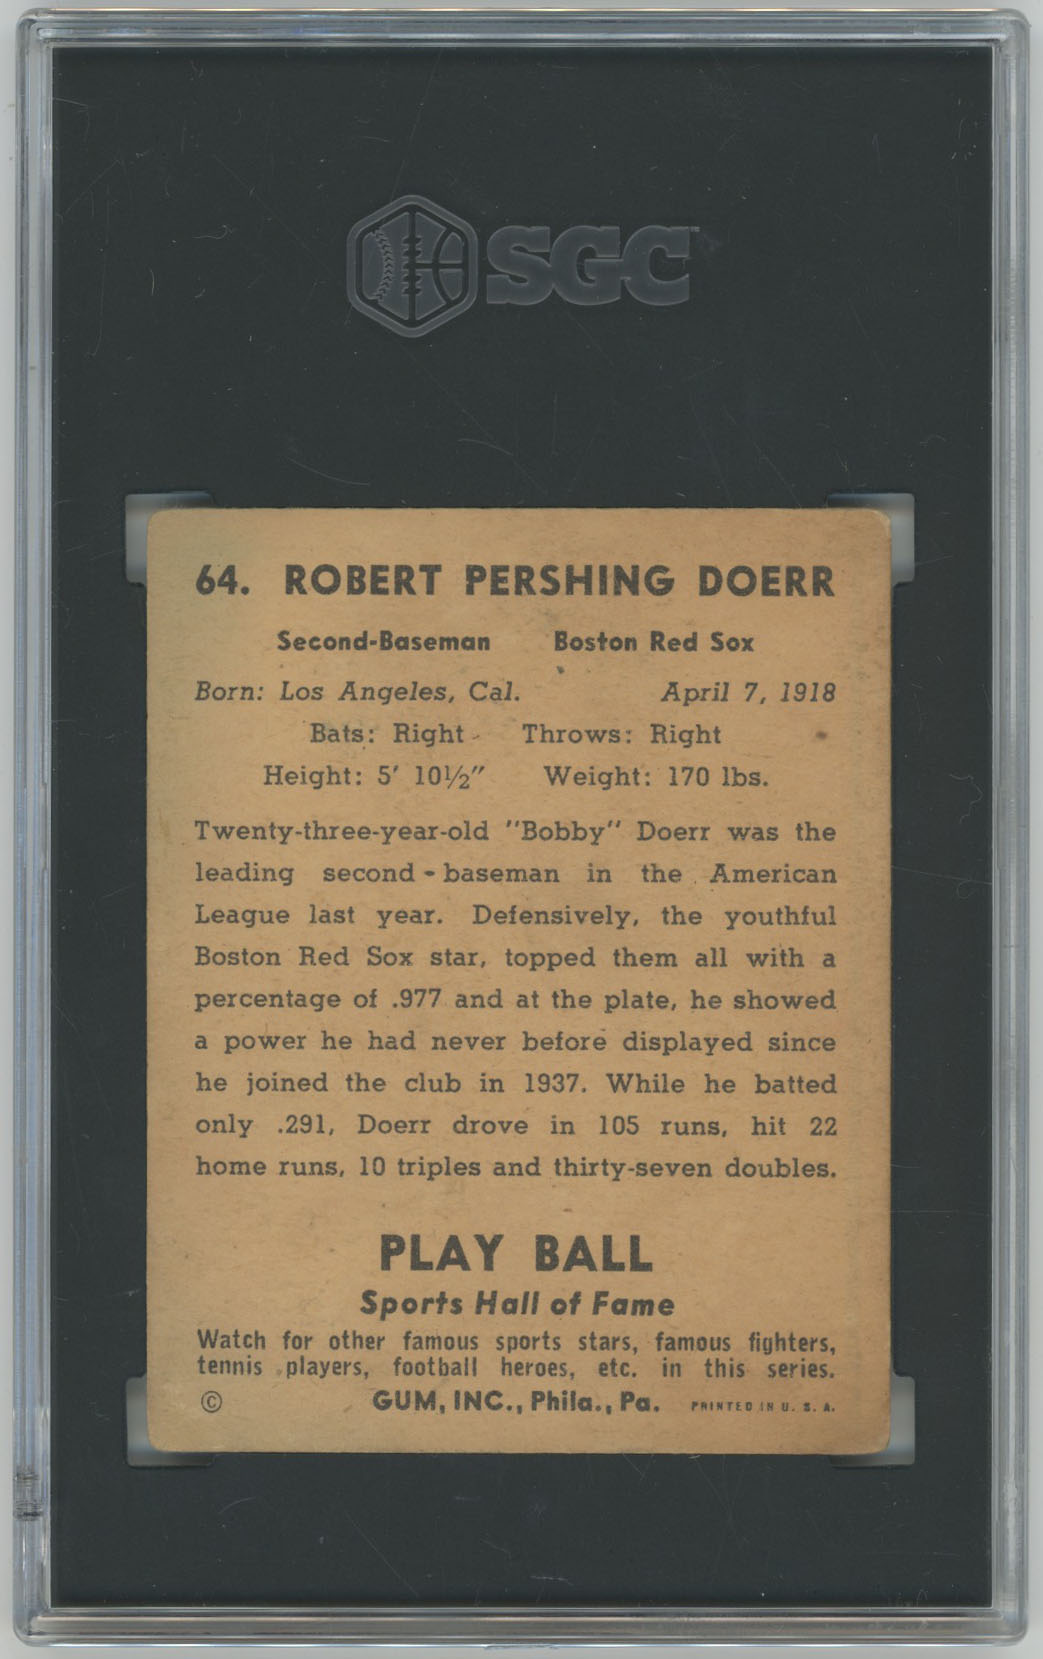 SGC™
64. ROBERT PERSHING DOERR
Second-Baseman Boston Red Sox
Born: Los Angeles, Cal. April 7, 1918
Bats: Right Throws: Right
Height: 5' 10½" Weight: 170 lbs.
Twenty-three-year-old "Bobby" Doerr was the
leading second-baseman in the American
League last year. Defensively, the youthful
Boston Red Sox star, topped them all with a
percentage of .977 and at the plate, he showed
a power he had never before displayed since
he joined the club in 1937. While he batted
only .291, Doerr drove in 105 runs, hit 22
home runs, 10 triples and thirty-seven doubles.
PLAY BALL
Sports Hall of Fame
Watch for other famous sports stars, famous fighters,
tennis players, football heroes, etc. in this series.
© GUM, INC., Phila., Pa. PRINTED IN U. S. A.